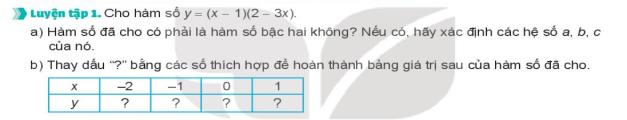 Luyện tập 1. Cho hàm số y = (x – 1)(2 – 3x).
a) Hàm số đã cho có phải là hàm số bậc hai không? Nếu có, hãy xác định các hệ số a, b, c
của nó.
b) Thay dấu "?" bằng các số thích hợp để hoàn thành bảng giá trị sau của hàm số đã cho.
x –2 –1 0 1
y ? ? ? ?